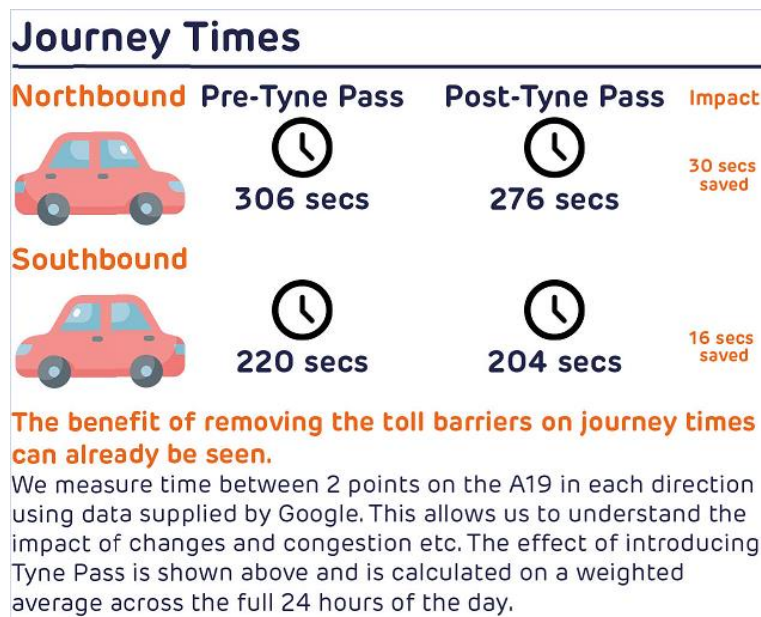 Journey Times
Northbound Pre-Tyne Pass Post-Tyne Pass Impact
306 secs 276 secs 30 secs saved
Southbound
220 secs 204 secs 16 secs saved
The benefit of removing the toll barriers on journey times
can already be seen.
We measure time between 2 points on the A19 in each direction
using data supplied by Google. This allows us to understand the
impact of changes and congestion etc. The effect of introducing
Tyne Pass is shown above and is calculated on a weighted
average across the full 24 hours of the day.